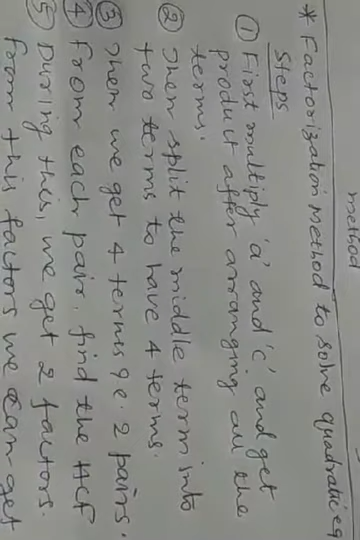 method
* Factorization method to solve quadratic eq
Steps
① First multiply 'a' and 'c' and get
product after arranging all the
terms.
② Then split the middle term into
two terms to have 4 terms.
③ Then we get 4 terms i.e. 2 pairs.
④ From each pair, find the HCF
⑤ During this, we get 2 factors.
From this factors we can get